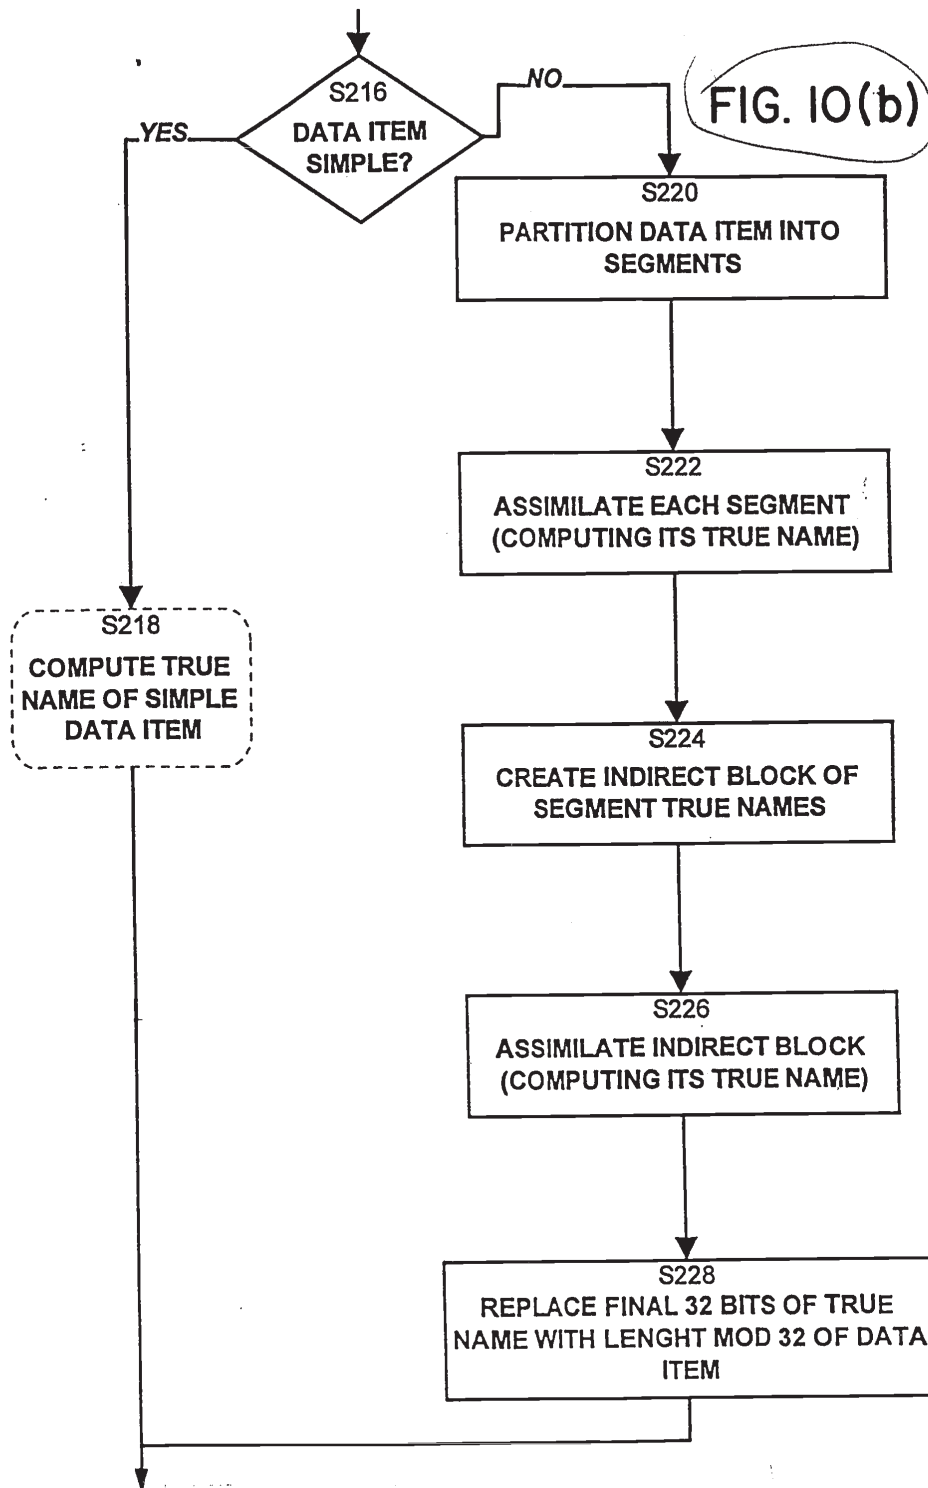 FIG. 10(b)
S216
DATA ITEM
SIMPLE?
YES
NO
S220
PARTITION DATA ITEM INTO
SEGMENTS
S222
ASSIMILATE EACH SEGMENT
(COMPUTING ITS TRUE NAME)
S218
COMPUTE TRUE
NAME OF SIMPLE
DATA ITEM
S224
CREATE INDIRECT BLOCK OF
SEGMENT TRUE NAMES
S226
ASSIMILATE INDIRECT BLOCK
(COMPUTING ITS TRUE NAME)
S228
REPLACE FINAL 32 BITS OF TRUE
NAME WITH LENGHT MOD 32 OF DATA
ITEM